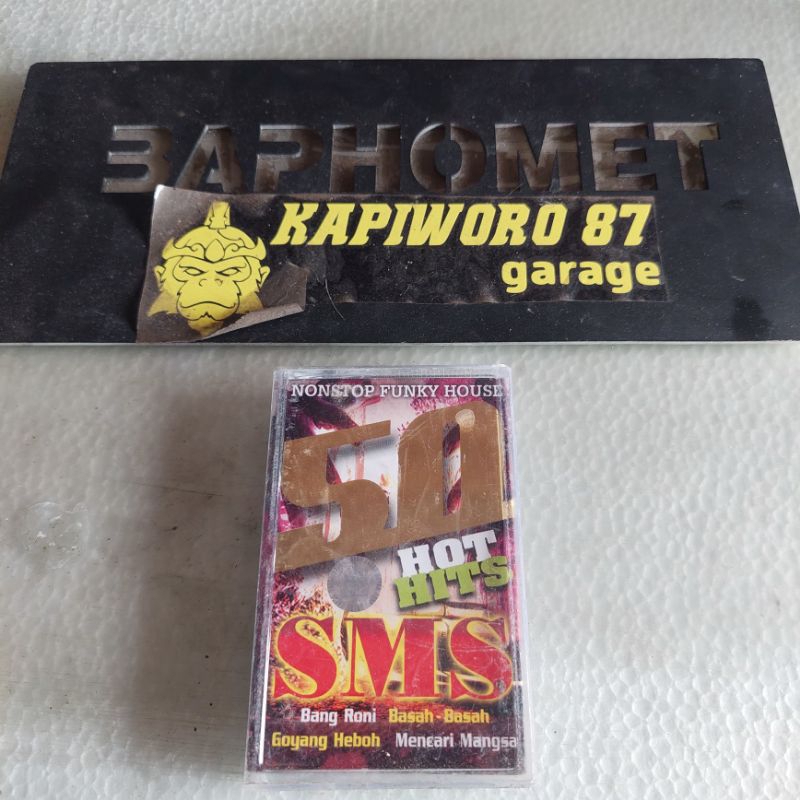 BAPHOMET
KAPIWORO 87
garage
NONSTOP FUNKY HOUSE
50
HOT
HITS
SMS
Bang Roni Basah-Basah
Goyang Heboh Mencari Mangsa